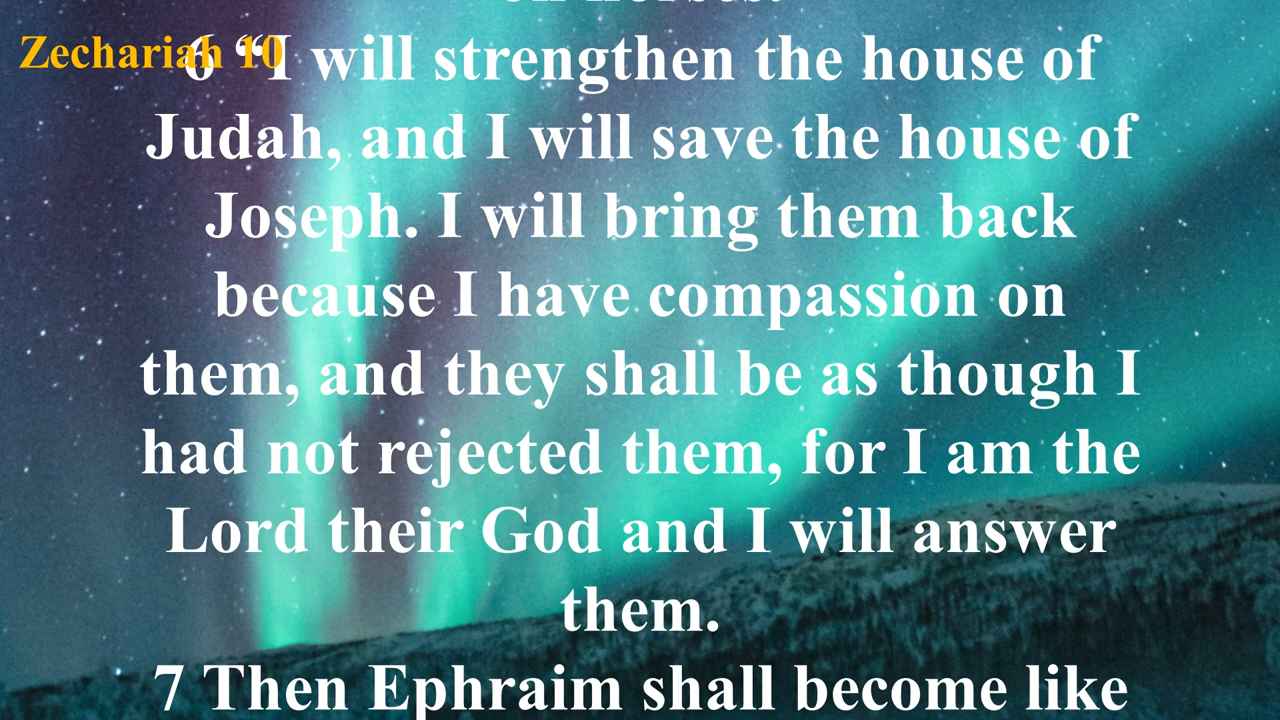 on horses.
Zechariah 10
6 “I will strengthen the house of
Judah, and I will save the house of
Joseph. I will bring them back
because I have compassion on
them, and they shall be as though I
had not rejected them, for I am the
Lord their God and I will answer
them.
7 Then Ephraim shall become like